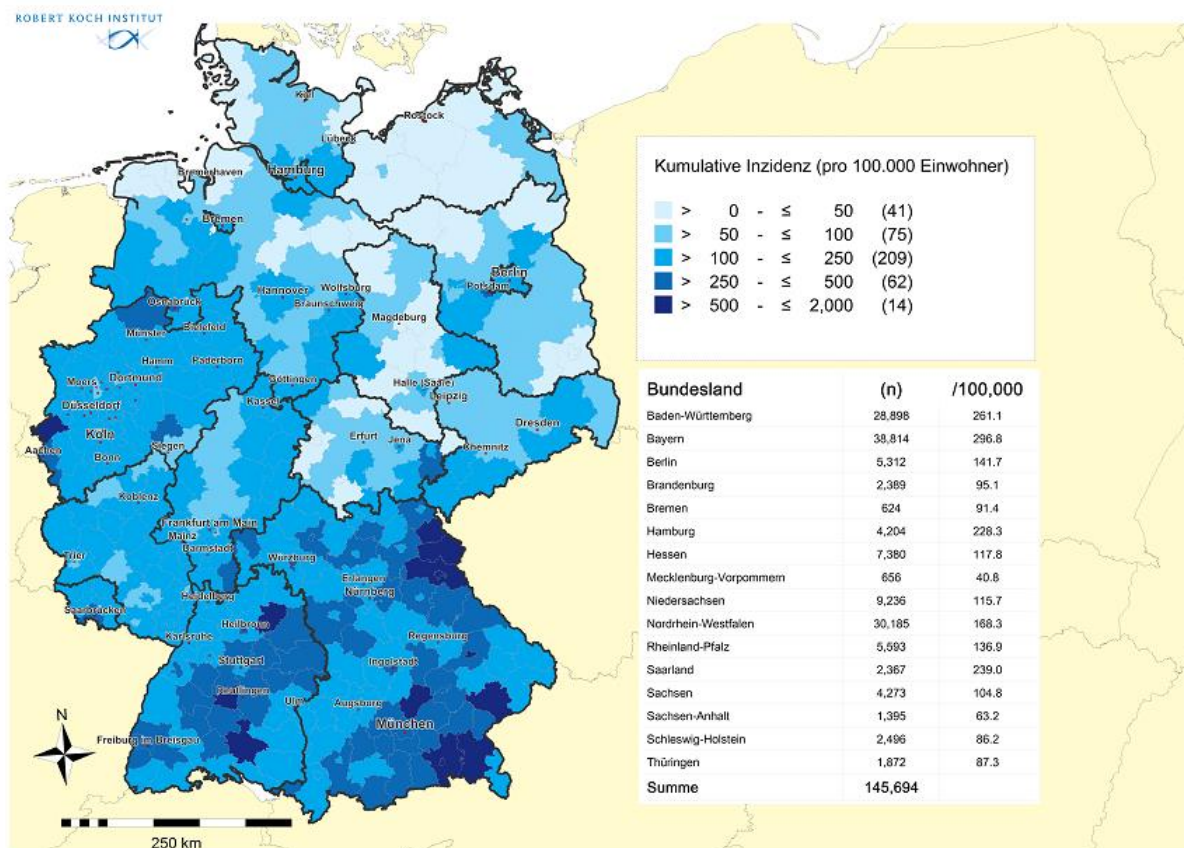 ROBERT KOCH INSTITUT
Kiel
Rostock
Lübeck
Hamburg
Bremerhaven
Bremen
Berlin
Potsdam
Hannover
Wolfsburg
Braunschweig
Osnabrück
Magdeburg
Münster
Bielefeld
Hamm
Paderborn
Moers
Dortmund
Göttingen
Halle (Saale)
Leipzig
Düsseldorf
Kassel
Köln
Dresden
Erfurt
Jena
Aachen
Siegen
Chemnitz
Bonn
Koblenz
Frankfurt am Main
Mainz
Darmstadt
Trier
Würzburg
Erlangen
Nürnberg
Heidelberg
Saarbrücken
Heilbronn
Karlsruhe
Regensburg
Stuttgart
Ingolstadt
Reutlingen
Ulm
Augsburg
München
Freiburg im Breisgau
N
250 km
Kumulative Inzidenz (pro 100.000 Einwohner)
> 0 - ≤ 50 (41)
> 50 - ≤ 100 (75)
> 100 - ≤ 250 (209)
> 250 - ≤ 500 (62)
> 500 - ≤ 2,000 (14)
Bundesland (n) /100,000
Baden-Württemberg 28,898 261.1
Bayern 38,814 296.8
Berlin 5,312 141.7
Brandenburg 2,389 95.1
Bremen 624 91.4
Hamburg 4,204 228.3
Hessen 7,380 117.8
Mecklenburg-Vorpommern 656 40.8
Niedersachsen 9,236 115.7
Nordrhein-Westfalen 30,185 168.3
Rheinland-Pfalz 5,593 136.9
Saarland 2,367 239.0
Sachsen 4,273 104.8
Sachsen-Anhalt 1,395 63.2
Schleswig-Holstein 2,496 86.2
Thüringen 1,872 87.3
Summe 145,694